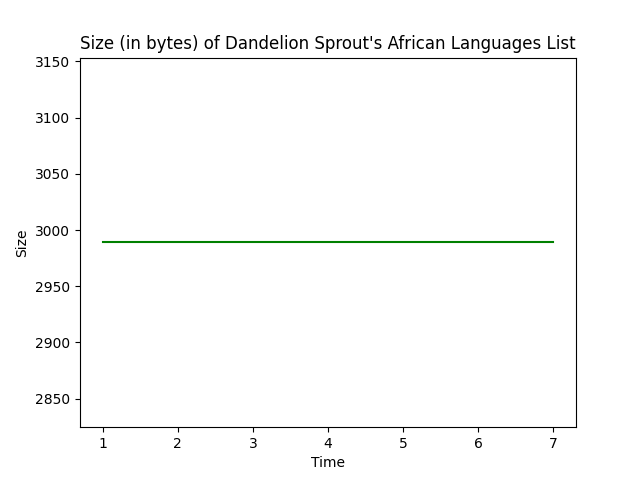 Size (in bytes) of Dandelion Sprout's African Languages List
3150
3100
3050
3000
2950
2900
2850
Size
1 2 3 4 5 6 7
Time